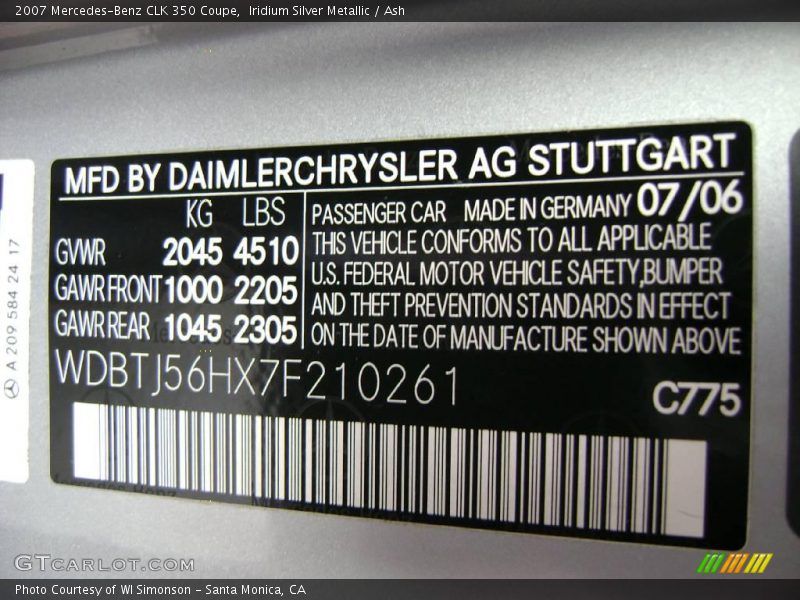 2007 Mercedes-Benz CLK 350 Coupe, Iridium Silver Metallic / Ash
MFD BY DAIMLERCHRYSLER AG STUTTGART
KG LBS
GVWR 2045 4510
GAWR FRONT 1000 2205
GAWR REAR 1045 2305
PASSENGER CAR MADE IN GERMANY 07/06
THIS VEHICLE CONFORMS TO ALL APPLICABLE
U.S. FEDERAL MOTOR VEHICLE SAFETY,BUMPER
AND THEFT PREVENTION STANDARDS IN EFFECT
ON THE DATE OF MANUFACTURE SHOWN ABOVE
WDBTJ56HX7F210261
C775
A 209 584 24 17
GTCARLOT.COM
Photo Courtesy of WI Simonson - Santa Monica, CA